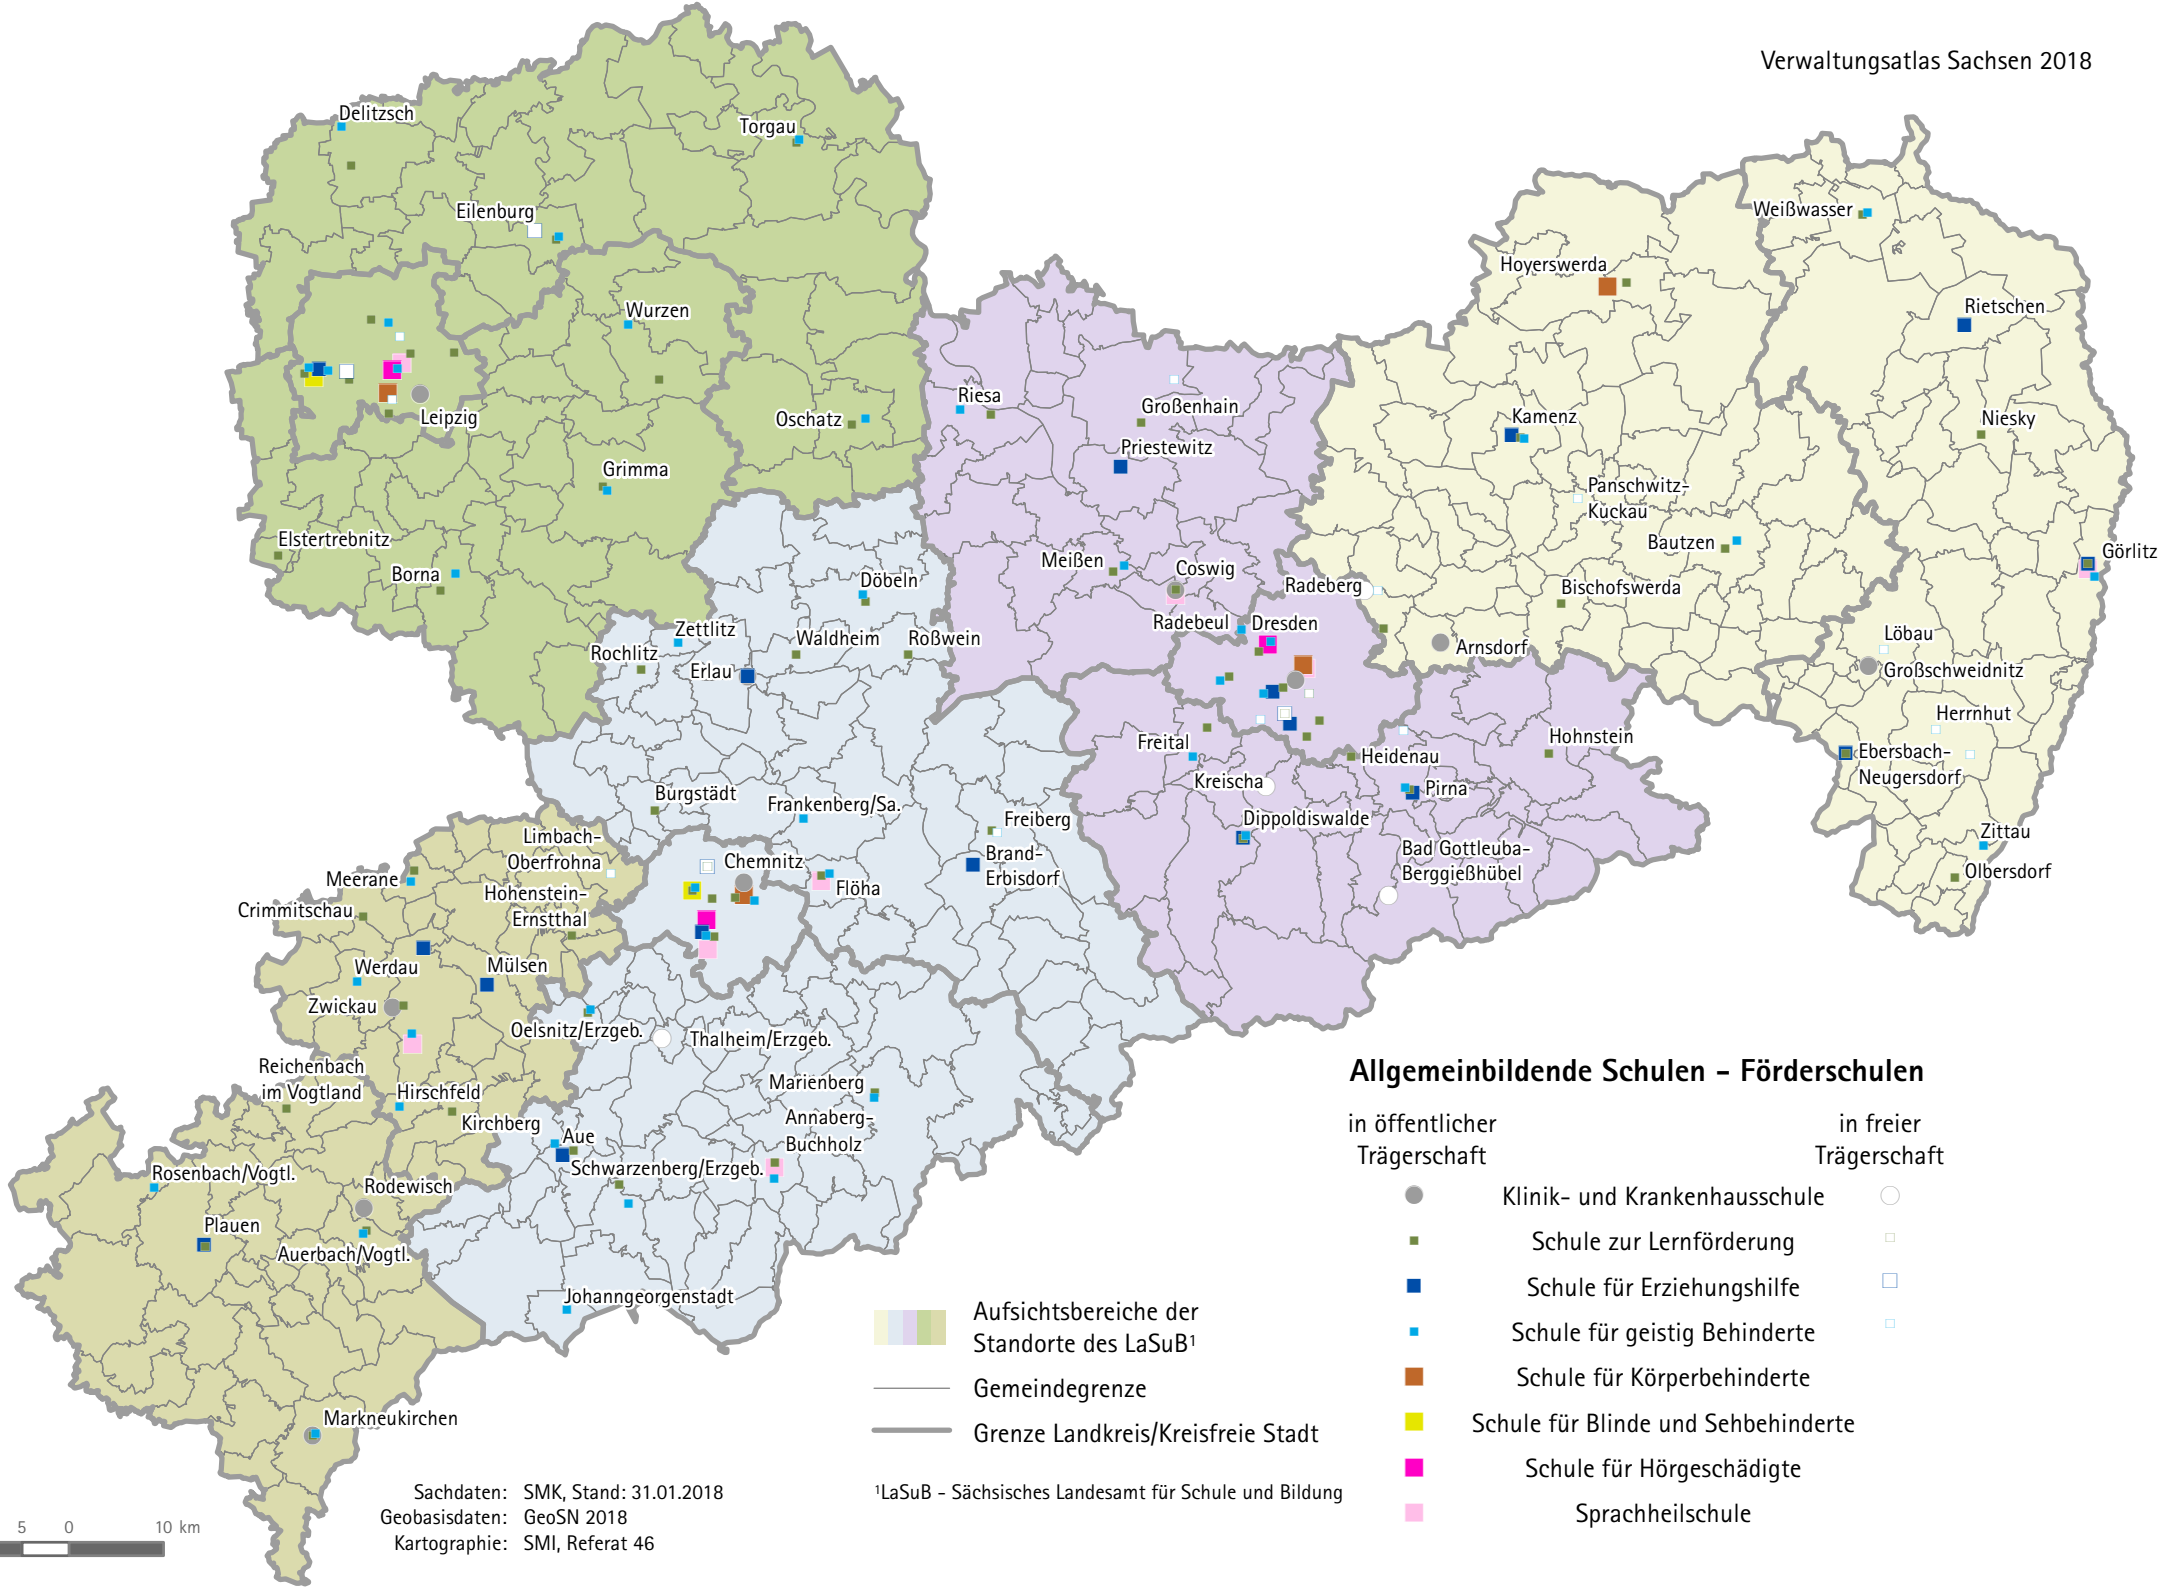 Verwaltungsatlas Sachsen 2018
Delitzsch
Torgau
Eilenburg
Weißwasser
Hoyerswerda
Rietschen
Wurzen
Leipzig
Riesa
Großenhain
Oschatz
Kamenz
Niesky
Priestewitz
Grimma
Panschwitz-
Kuckau
Elstertrebnitz
Bautzen
Görlitz
Borna
Meißen
Coswig
Döbeln
Radeberg
Bischofswerda
Radebeul
Dresden
Zettlitz
Waldheim
Roßwein
Löbau
Rochlitz
Arnsdorf
Erlau
Großschweidnitz
Herrnhut
Freital
Hohnstein
Heidenau
Ebersbach-
Neugersdorf
Kreischa
Pirna
Burgstädt
Frankenberg/Sa.
Freiberg
Dippoldiswalde
Zittau
Limbach-
Oberfrohna
Chemnitz
Brand-
Erbisdorf
Bad Gottleuba-
Berggießhübel
Olbersdorf
Meerane
Flöha
Hohenstein-
Ernstthal
Crimmitschau
Werdau
Mülsen
Zwickau
Oelsnitz/Erzgeb.
Thalheim/Erzgeb.
Reichenbach
im Vogtland
Hirschfeld
Marienberg
Kirchberg
Annaberg-
Buchholz
Aue
Schwarzenberg/Erzgeb.
Rosenbach/Vogtl.
Rodewisch
Plauen
Auerbach/Vogtl.
Johanngeorgenstadt
Markneukirchen
Allgemeinbildende Schulen - Förderschulen
in öffentlicher
Trägerschaft
in freier
Trägerschaft
Klinik- und Krankenhausschule
Schule zur Lernförderung
Schule für Erziehungshilfe
Schule für geistig Behinderte
Schule für Körperbehinderte
Schule für Blinde und Sehbehinderte
Schule für Hörgeschädigte
Sprachheilschule
Aufsichtsbereiche der
Standorte des LaSuB¹
Gemeindegrenze
Grenze Landkreis/Kreisfreie Stadt
¹LaSuB - Sächsisches Landesamt für Schule und Bildung
Sachdaten: SMK, Stand: 31.01.2018
Geobasisdaten: GeoSN 2018
Kartographie: SMI, Referat 46
5 0 10 km